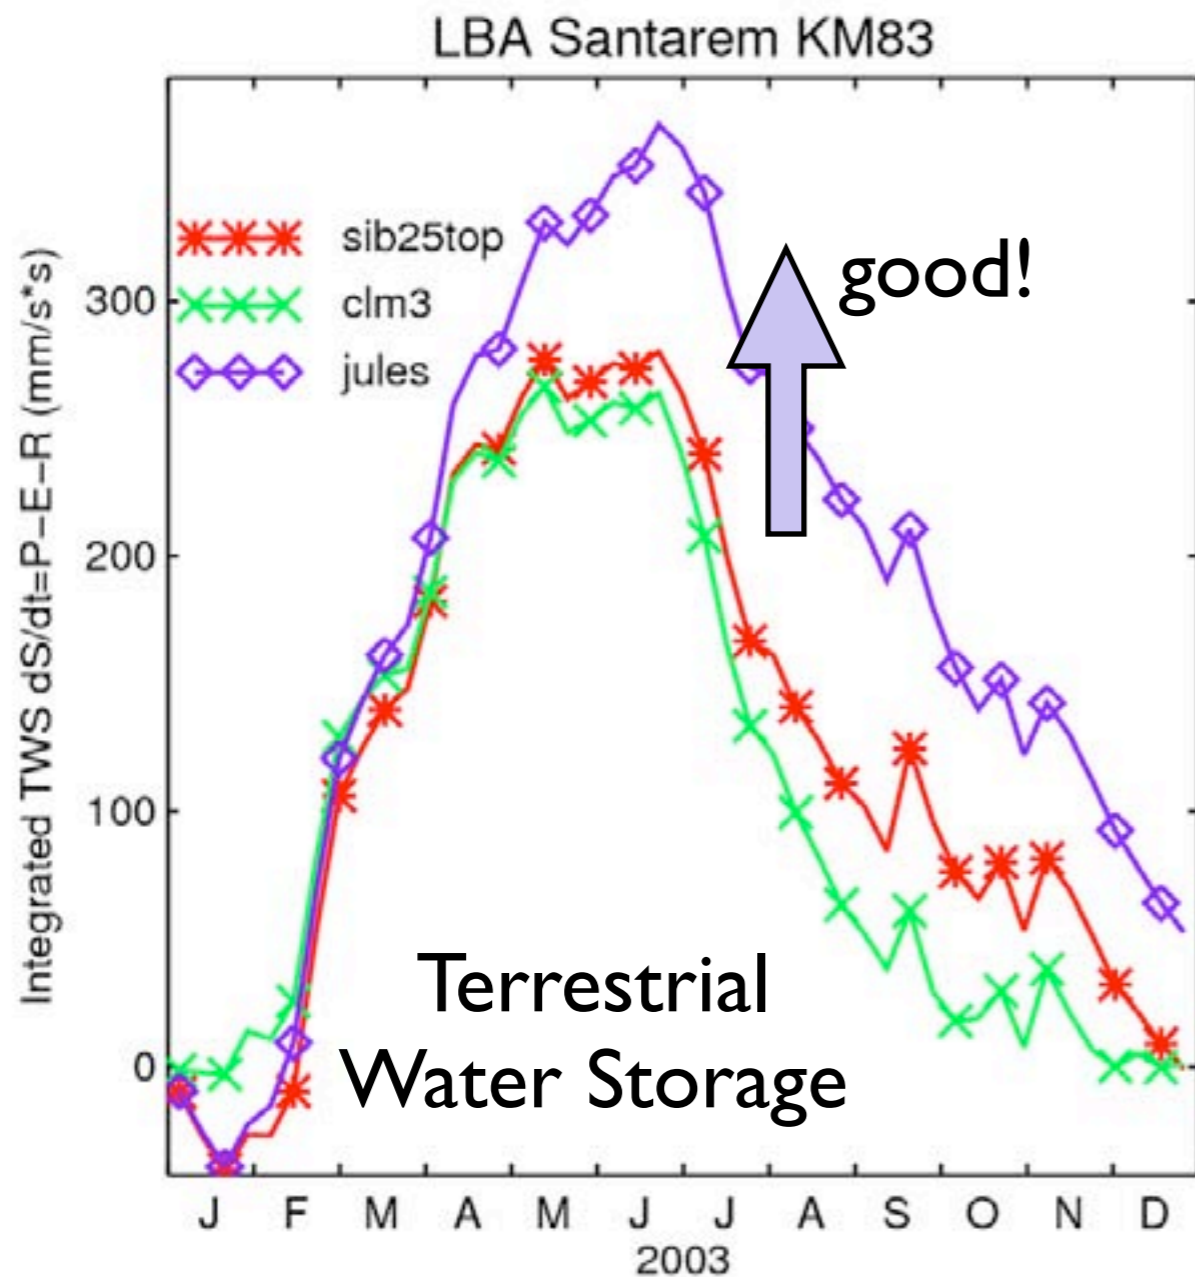 LBA Santarem KM83
Integrated TWS dS/dt=P-E-R (mm/s*s)
300
200
100
0
sib25top
clm3
jules
good!
Terrestrial
Water Storage
J F M A M J J A S O N D
2003